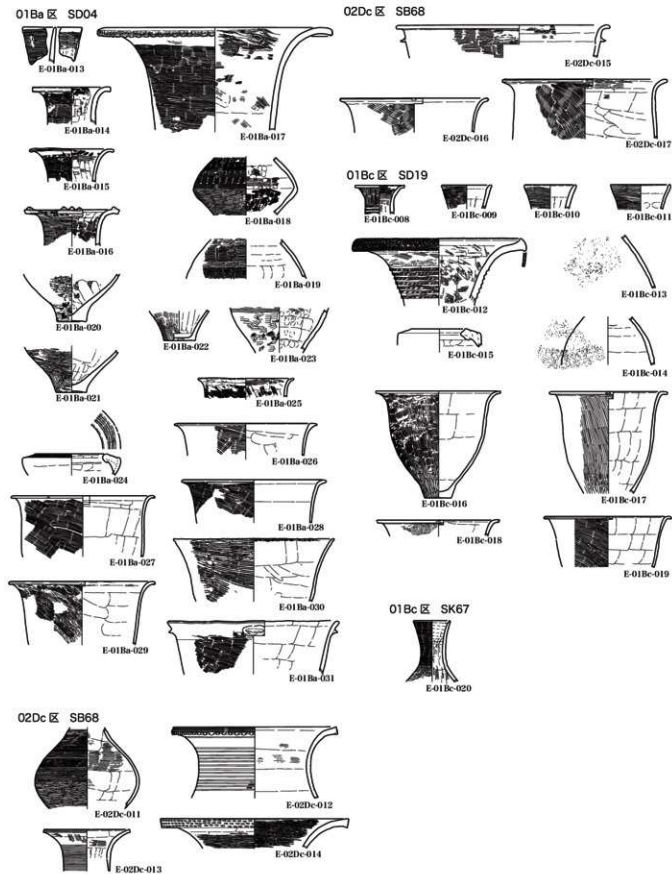 01Ba区 SD04
E-01Ba-013
E-01Ba-014
E-01Ba-015
E-01Ba-016
E-01Ba-017
E-01Ba-018
E-01Ba-019
E-01Ba-020
E-01Ba-021
E-01Ba-022
E-01Ba-023
E-01Ba-024
E-01Ba-025
E-01Ba-026
E-01Ba-027
E-01Ba-028
E-01Ba-029
E-01Ba-030
E-01Ba-031
02Dc区 SB68
E-02Dc-011
E-02Dc-012
E-02Dc-013
E-02Dc-014
02Dc区 SB68
E-02Dc-015
E-02Dc-016
E-02Dc-017
01Bc区 SD19
E-01Bc-008
E-01Bc-009
E-01Bc-010
E-01Bc-011
E-01Bc-012
E-01Bc-013
E-01Bc-014
E-01Bc-015
E-01Bc-016
E-01Bc-017
E-01Bc-018
E-01Bc-019
01Bc区 SK67
E-01Bc-020